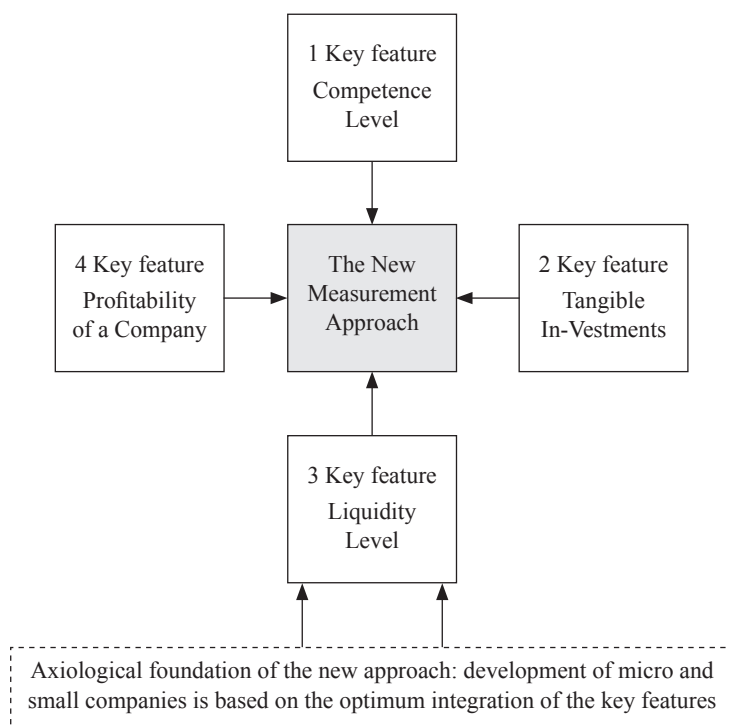 1 Key feature
Competence
Level
4 Key feature
Profitability
of a Company
The New
Measurement
Approach
2 Key feature
Tangible
In-Vestments
3 Key feature
Liquidity
Level
Axiological foundation of the new approach: development of micro and
small companies is based on the optimum integration of the key features